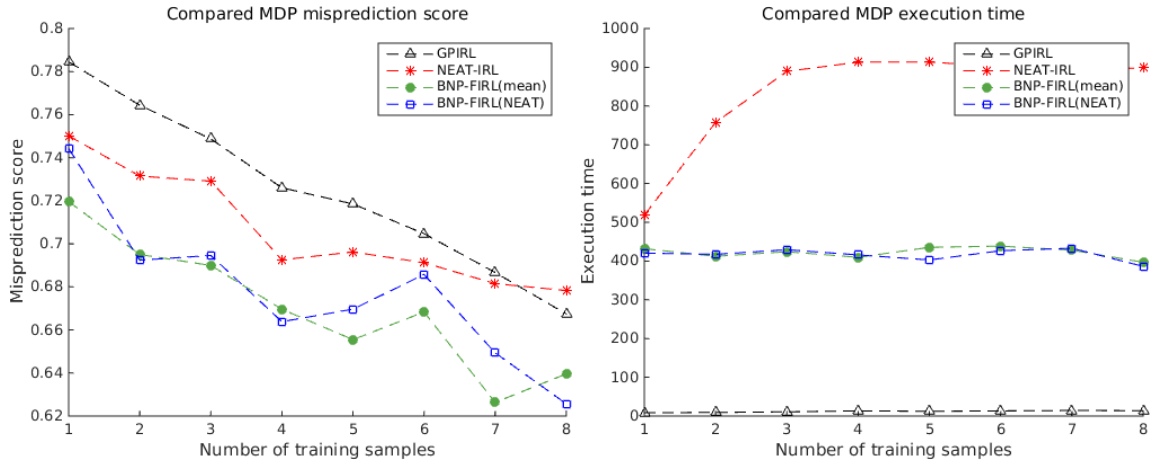 Compared MDP misprediction score
0.8
0.78
0.76
0.74
0.72
0.7
0.68
0.66
0.64
0.62
Misprediction score
1 2 3 4 5 6 7 8
Number of training samples
GPIRL
NEAT-IRL
BNP-FIRL(mean)
BNP-FIRL(NEAT)
Compared MDP execution time
1000
900
800
700
600
500
400
300
200
100
0
Execution time
1 2 3 4 5 6 7 8
Number of training samples
GPIRL
NEAT-IRL
BNP-FIRL(mean)
BNP-FIRL(NEAT)